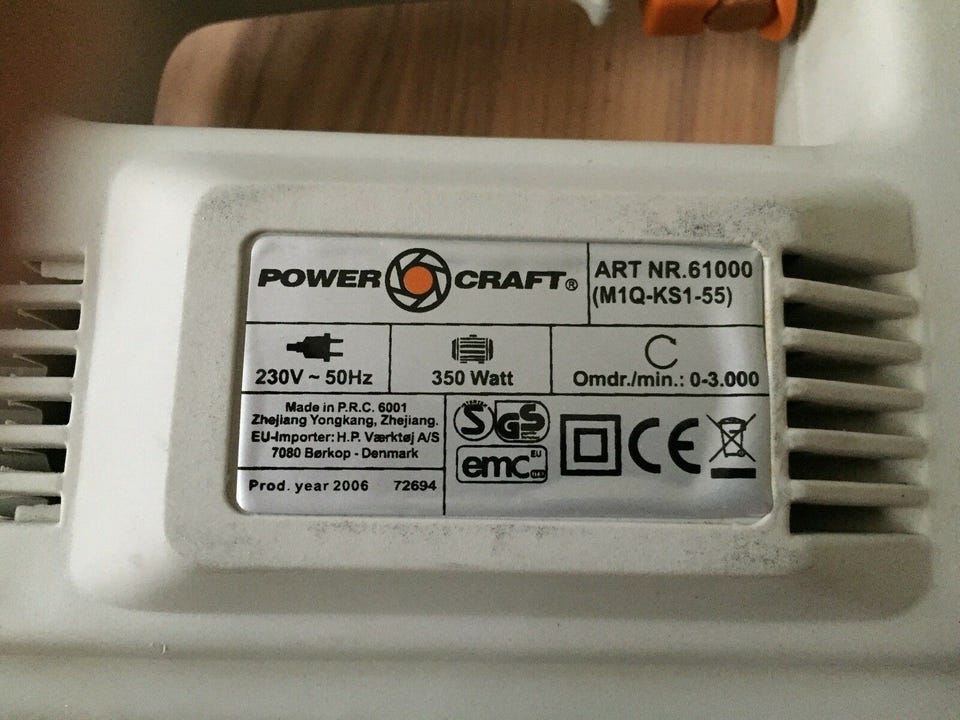 POWER CRAFT®
ART NR.61000
(M1Q-KS1-55)
230V ~ 50Hz
350 Watt
Omdr./min.: 0-3.000
Made in P.R.C. 6001
Zhejiang Yongkang, Zhejiang.
EU-Importer: H.P. Værktøj A/S
7080 Børkop - Denmark
Prod. year 2006 72694
S GS
emc EU
CE